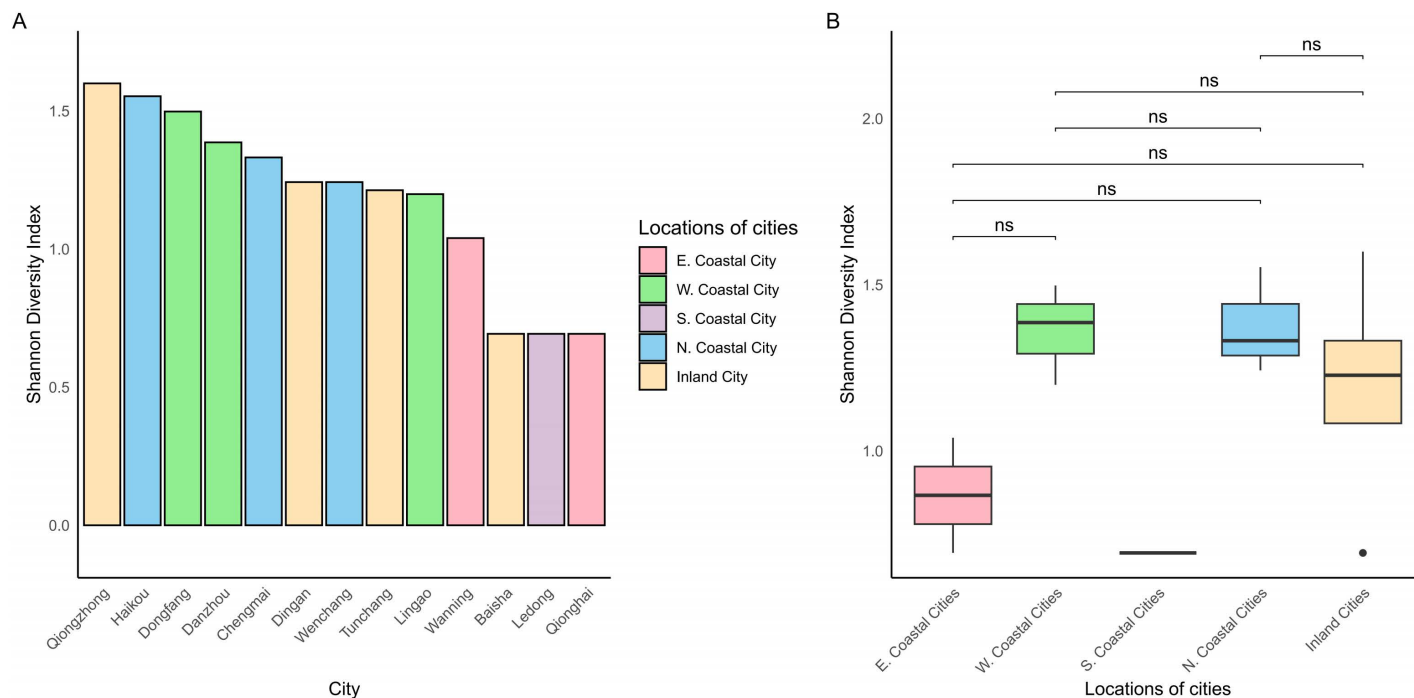 A
Shannon Diversity Index
1.5
1.0
0.5
0.0
Qiongzhong
Haikou
Dongfang
Danzhou
Chengmai
Dingan
Wenchang
Tunchang
Lingao
Wanning
Baisha
Ledong
Qionghai
City
Locations of cities
E. Coastal City
W. Coastal City
S. Coastal City
N. Coastal City
Inland City
B
Shannon Diversity Index
2.0
1.5
1.0
ns
ns
ns
ns
ns
ns
E. Coastal Cities
W. Coastal Cities
S. Coastal Cities
N. Coastal Cities
Inland Cities
Locations of cities